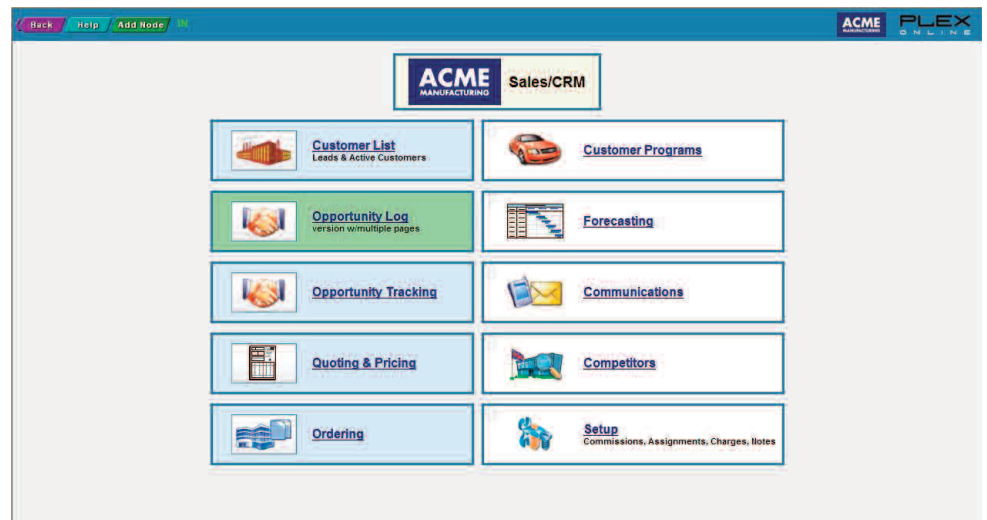 Back Help Add Node IN
ACME
MANUFACTURING
PLEX
ONLINE
ACME
MANUFACTURING
Sales/CRM
Customer List
Leads & Active Customers
Customer Programs
Opportunity Log
version w/multiple pages
Forecasting
Opportunity Tracking
Communications
Quoting & Pricing
Competitors
Ordering
Setup
Commissions, Assignments, Charges, Notes